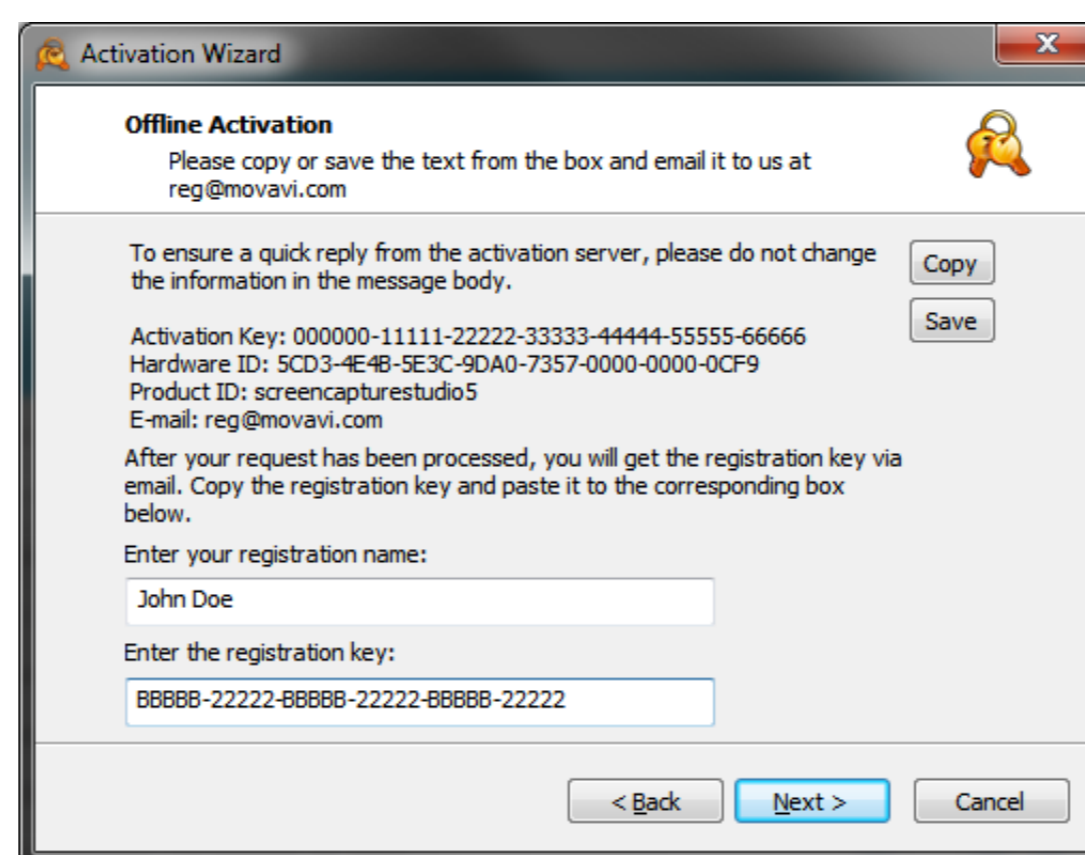 Activation Wizard
Offline Activation
Please copy or save the text from the box and email it to us at
reg@movavi.com
To ensure a quick reply from the activation server, please do not change
the information in the message body.
Copy
Save
Activation Key: 000000-11111-22222-33333-44444-55555-66666
Hardware ID: 5CD3-4E4B-5E3C-9DA0-7357-0000-0000-0CF9
Product ID: screencapturestudio5
E-mail: reg@movavi.com
After your request has been processed, you will get the registration key via
email. Copy the registration key and paste it to the corresponding box
below.
Enter your registration name:
John Doe
Enter the registration key:
BBBBB-22222-BBBBB-22222-BBBBB-22222
< Back
Next >
Cancel